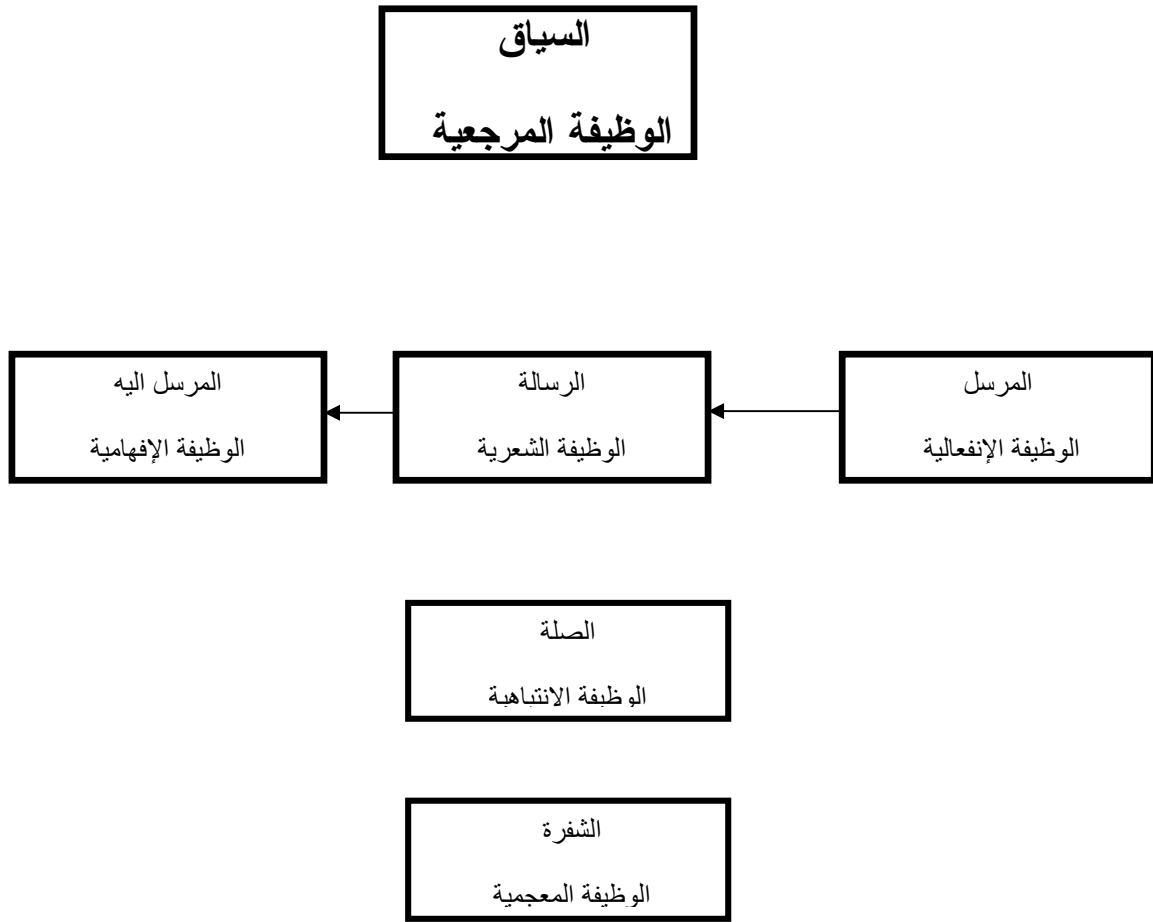 السياق
الوظيفة المرجعية
المرسل
الوظيفة الإنفعالية
الرسالة
الوظيفة الشعرية
المرسل اليه
الوظيفة الإفهامية
الصلة
الوظيفة الانتباهية
الشفرة
الوظيفة المعجمية